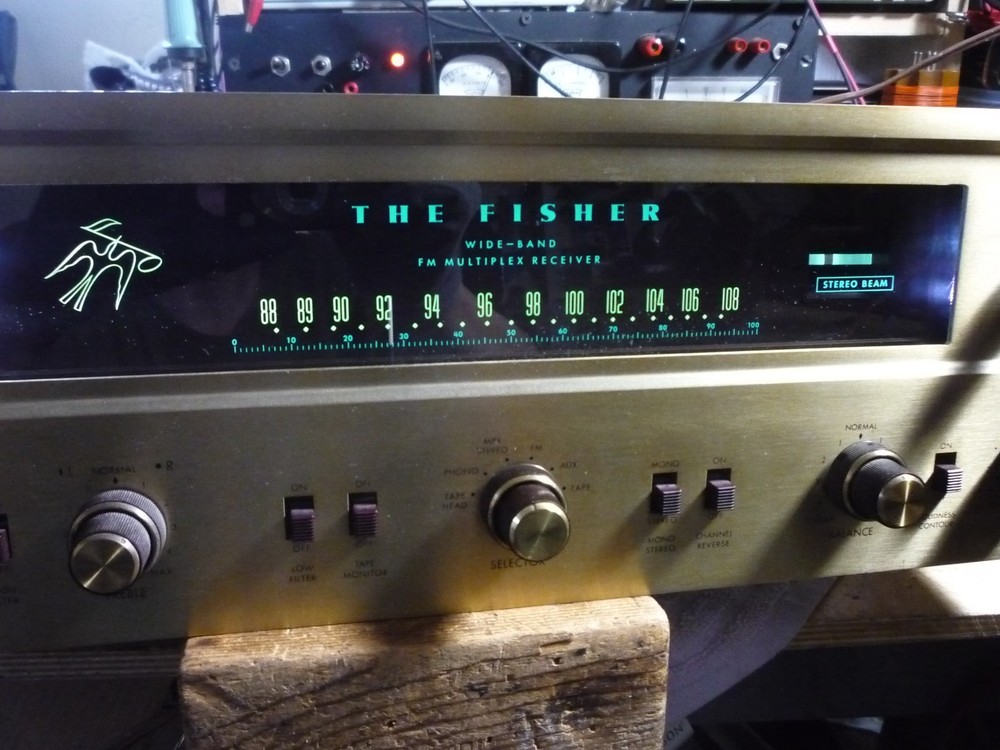 THE FISHER
WIDE-BAND
FM MULTIPLEX RECEIVER
STEREO BEAM
88 89 90 92 94 96 98 100 102 104 106 108
0 10 20 30 40 50 60 70 80 90 100
NORMAL R
ON
OFF
LOW
FILTER
ON
TAPE
MONITOR
MPX
STEREO
FM
PHONO
AUX
TAPE
HEAD
TAPE
SELECTOR
MONO
STEREO
MONO
STEREO
ON
CHANNEL
REVERSE
NORMAL
BALANCE
ON
LOUDNESS
CONTOUR